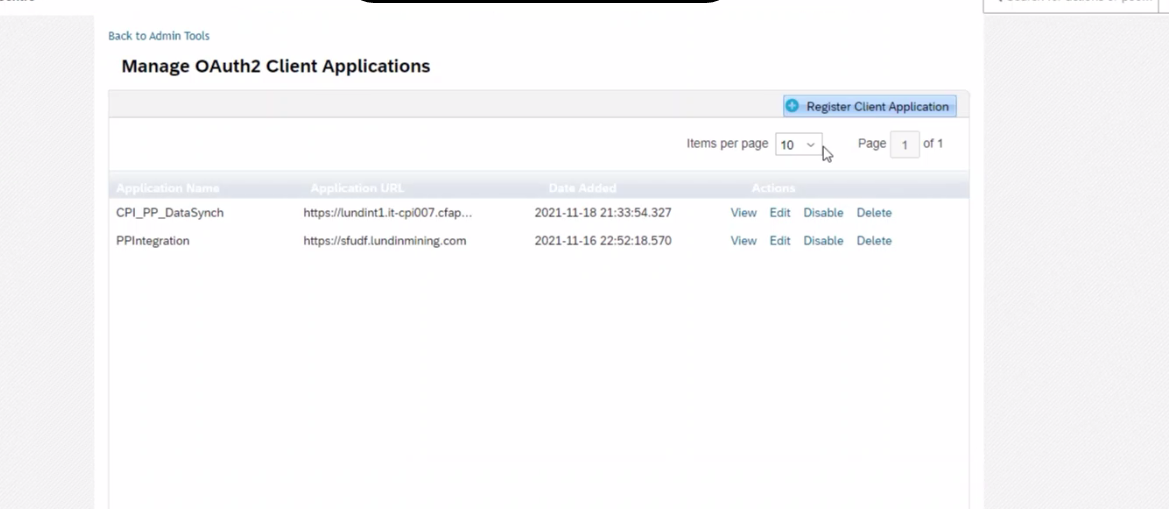 Back to Admin Tools
Manage OAuth2 Client Applications
Register Client Application
Items per page 10 Page 1 of 1
Application Name Application URL Date Added Actions
CPI_PP_DataSynch https://lundint1.it-cpi007.cfap... 2021-11-18 21:33:54.327 View Edit Disable Delete
PPIntegration https://sfudf.lundinmining.com 2021-11-16 22:52:18.570 View Edit Disable Delete